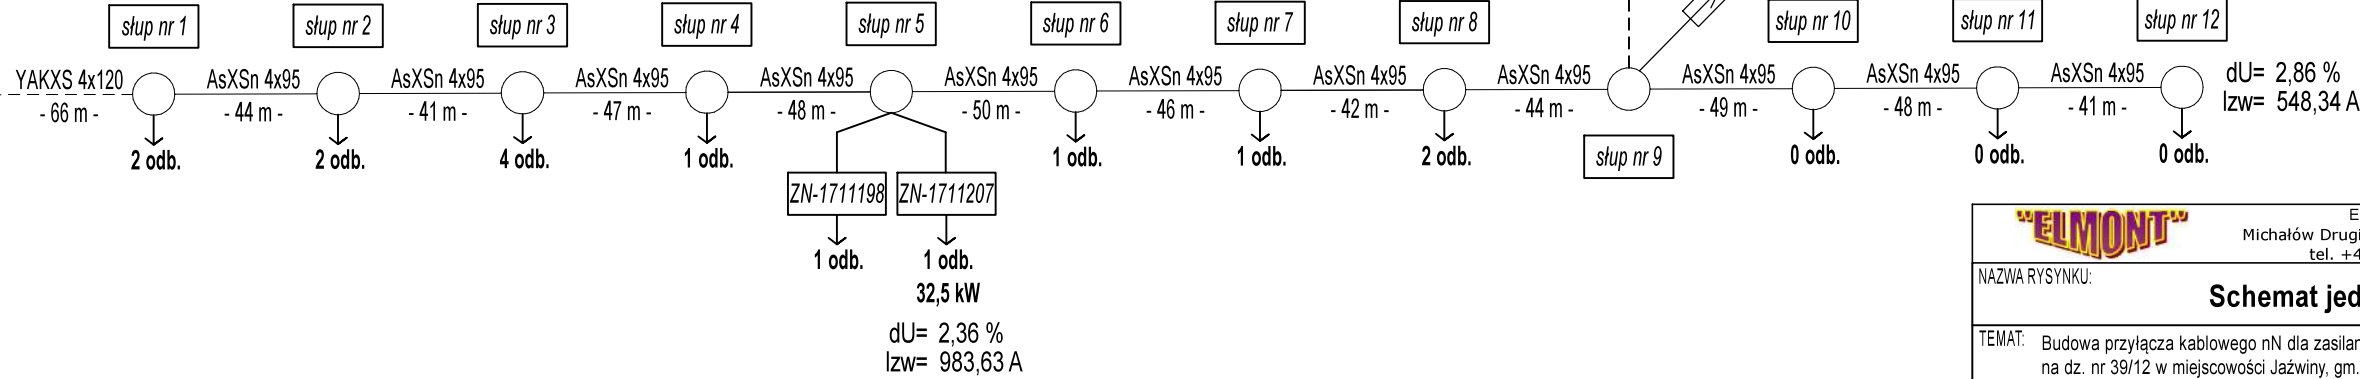 słup nr 1
słup nr 2
słup nr 3
słup nr 4
słup nr 5
słup nr 6
słup nr 7
słup nr 8
słup nr 10
słup nr 11
słup nr 12
YAKXS 4x120
- 66 m -
AsXSn 4x95
- 44 m -
AsXSn 4x95
- 41 m -
AsXSn 4x95
- 47 m -
AsXSn 4x95
- 48 m -
AsXSn 4x95
- 50 m -
AsXSn 4x95
- 46 m -
AsXSn 4x95
- 42 m -
AsXSn 4x95
- 44 m -
AsXSn 4x95
- 49 m -
AsXSn 4x95
- 48 m -
AsXSn 4x95
- 41 m -
dU= 2,86 %
Izw= 548,34 A
2 odb.
2 odb.
4 odb.
1 odb.
1 odb.
1 odb.
2 odb.
słup nr 9
0 odb.
0 odb.
0 odb.
ZN-1711198
ZN-1711207
1 odb.
1 odb.
32,5 kW
dU= 2,36 %
Izw= 983,63 A
"ELMONT"
E
Michałów Drugi
tel. +4
NAZWA RYSYNKU:
Schemat jed
TEMAT:
Budowa przyłącza kablowego nN dla zasilan
na dz. nr 39/12 w miejscowości Jaźwiny, gm.